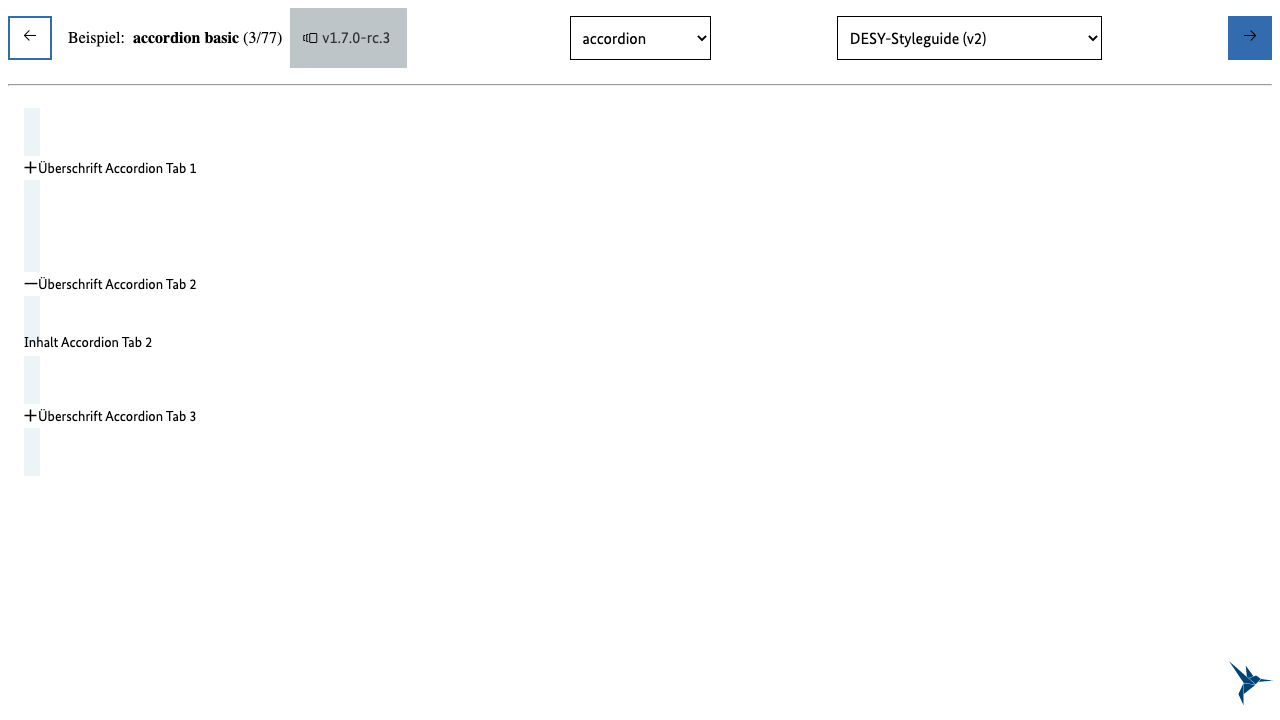 Beispiel: accordion basic (3/77) v1.7.0-rc.3 accordion DESY-Styleguide (v2)
Überschrift Accordion Tab 1
Überschrift Accordion Tab 2
Inhalt Accordion Tab 2
Überschrift Accordion Tab 3